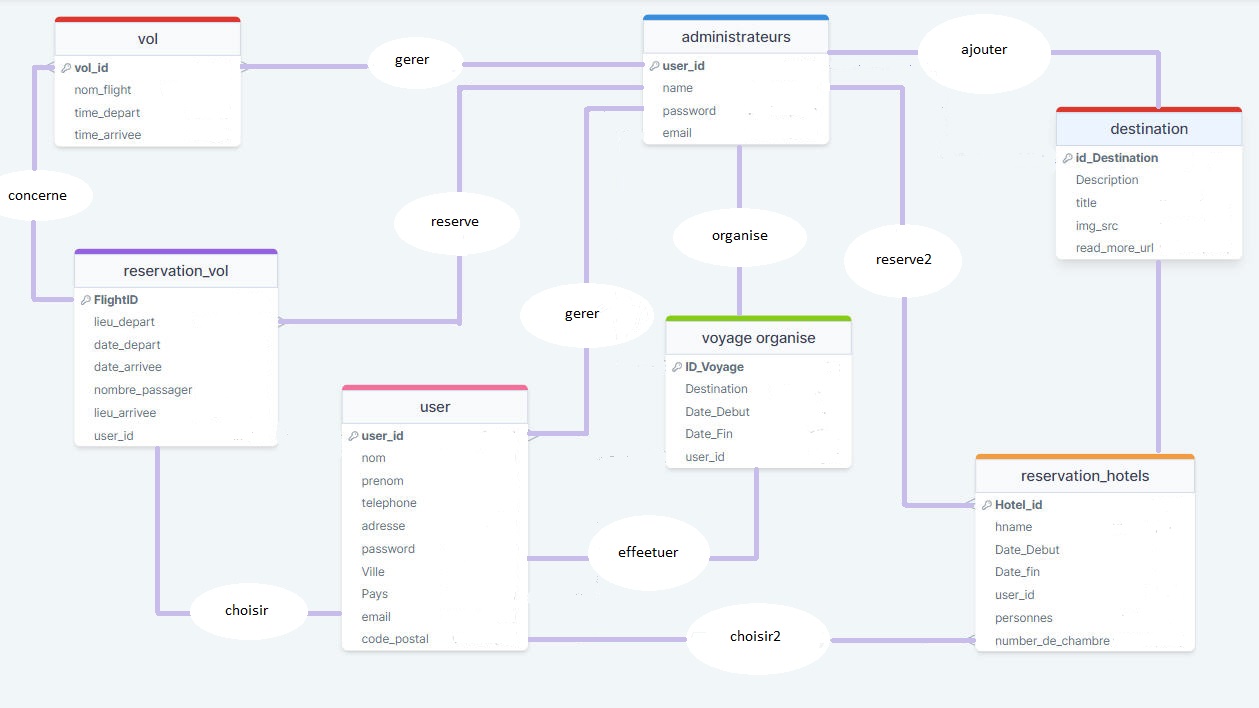 vol
vol_id
nom_flight
time_depart
time_arrivee
gerer
administrateurs
user_id
name
password
email
ajouter
destination
id_Destination
Description
title
img_src
read_more_url
concerne
reserve
organise
reserve2
reservation_vol
FlightID
lieu_depart
date_depart
date_arrivee
nombre_passager
lieu_arrivee
user_id
gerer
voyage organise
ID_Voyage
Destination
Date_Debut
Date_Fin
user_id
user
user_id
nom
prenom
telephone
adresse
password
Ville
Pays
email
code_postal
reservation_hotels
Hotel_id
hname
Date_Debut
Date_fin
user_id
personnes
number_de_chambre
effeetuer
choisir
choisir2